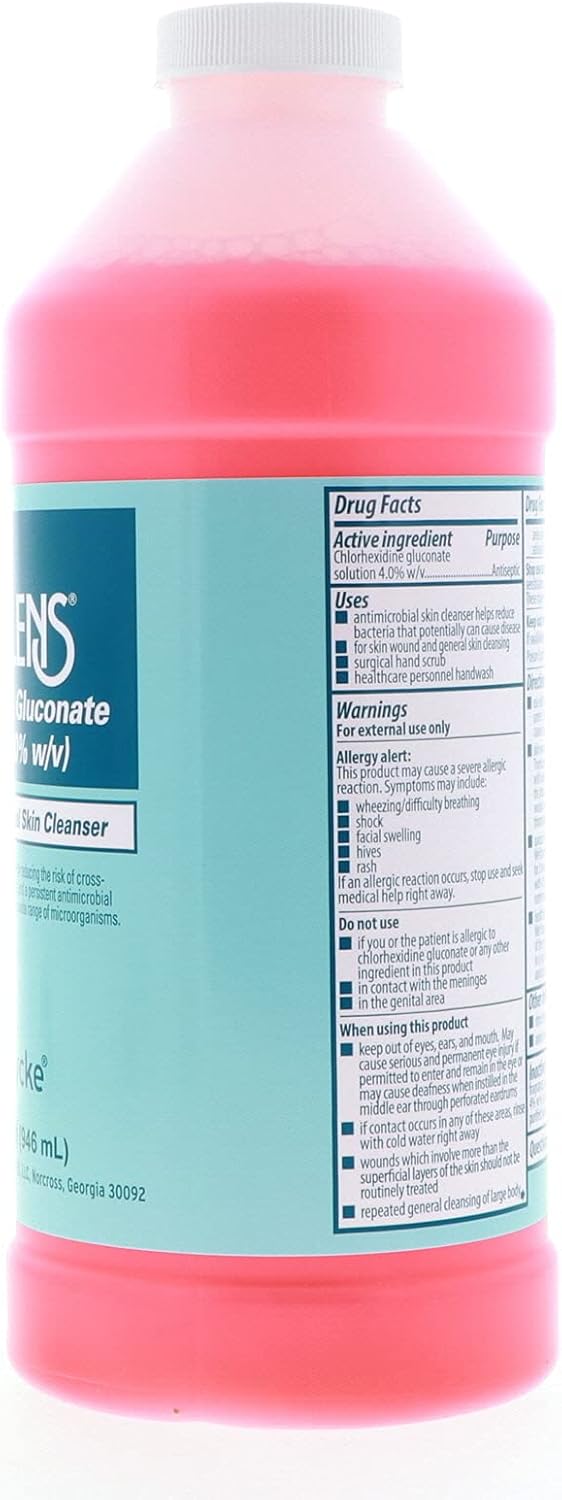 ENS®
Gluconate
% w/v)
Skin Cleanser
reducing the risk of cross-
a persistent antimicrobial
range of microorganisms.
cke®
(946 mL)
LLC, Norcross, Georgia 30092
Drug Facts
Active ingredient Purpose
Chlorhexidine gluconate
solution 4.0% w/v..........Antiseptic
Uses
■ antimicrobial skin cleanser helps reduce
bacteria that potentially can cause disease
■ for skin wound and general skin cleansing
■ surgical hand scrub
■ healthcare personnel handwash
Warnings
For external use only
Allergy alert:
This product may cause a severe allergic
reaction. Symptoms may include:
■ wheezing/difficulty breathing
■ shock
■ facial swelling
■ hives
■ rash
If an allergic reaction occurs, stop use and seek
medical help right away.
Do not use
■ if you or the patient is allergic to
chlorhexidine gluconate or any other
ingredient in this product
■ in contact with the meninges
■ in the genital area
When using this product
■ keep out of eyes, ears, and mouth. May
cause serious and permanent eye injury if
permitted to enter and remain in the eye or
may cause deafness when instilled in the
middle ear through perforated eardrums
■ if contact occurs in any of these areas, rinse
with cold water right away
■ wounds which involve more than the
superficial layers of the skin should not be
routinely treated
■ repeated general cleansing of large body